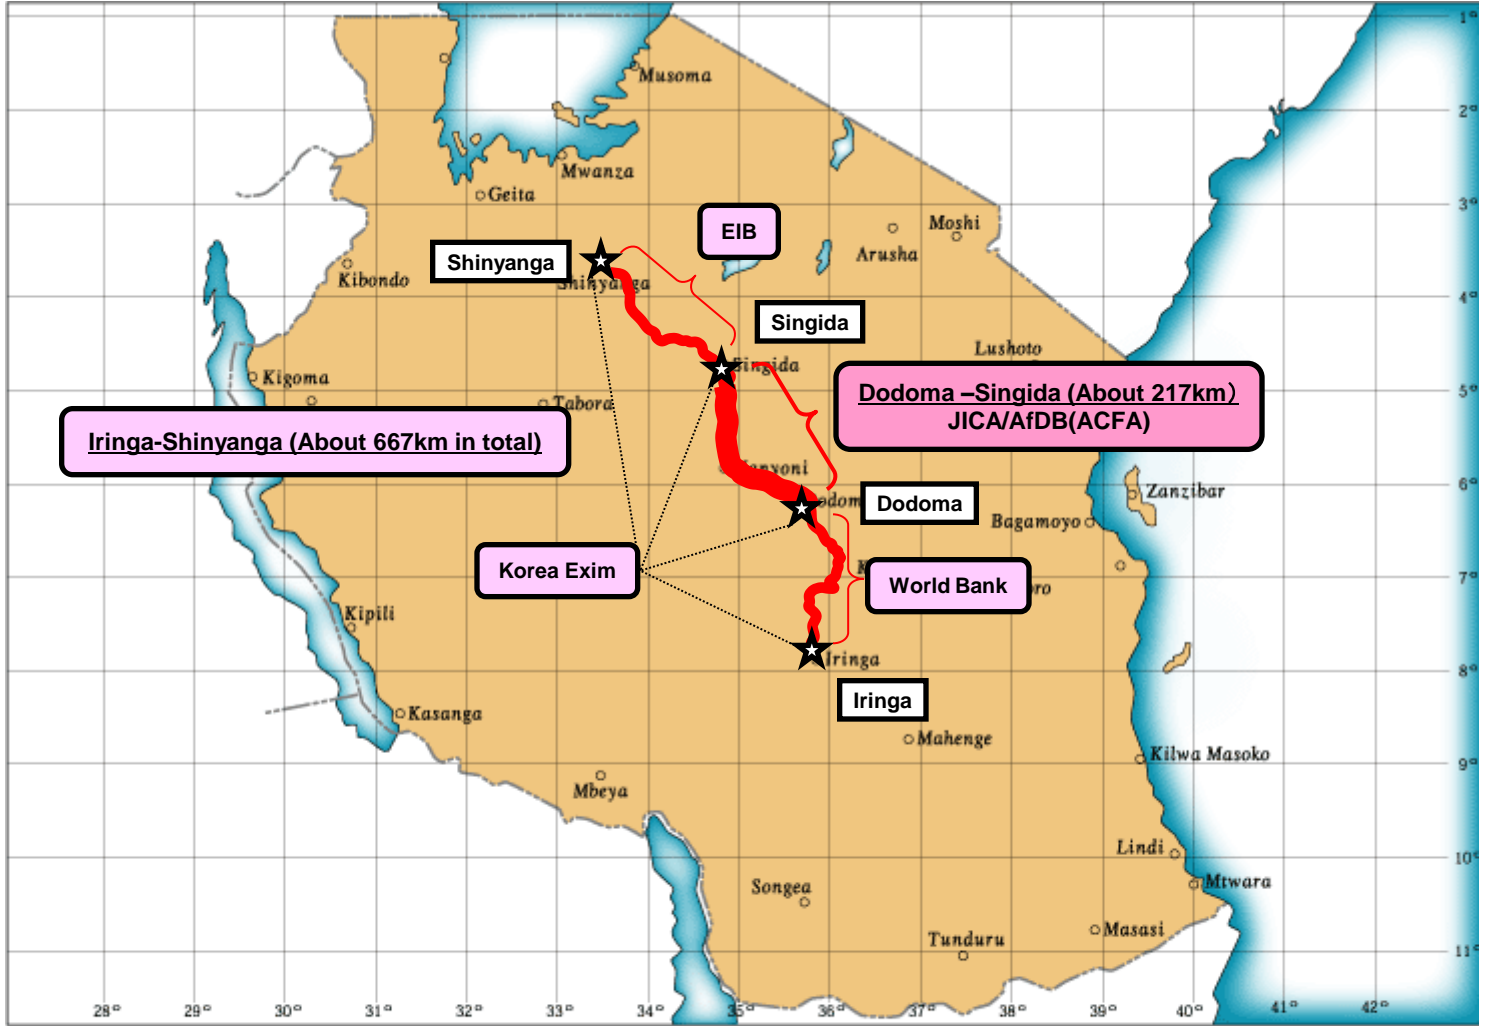 1°
Musoma
2°
Mwanza
Geita
3°
EIB
Moshi
Arusha
Shinyanga
Kibondo
Shinyanga
4°
Singida
Lushoto
Singida
Kigoma
5°
Dodoma –Singida (About 217km)
JICA/AfDB(ACFA)
Tabora
Iringa-Shinyanga (About 667km in total)
6°
Zanzibar
Dodoma
Bagamoyo
Korea Exim
7°
World Bank
Kipili
Iringa
8°
Iringa
Kasanga
Mahenge
Kilwa Masoko
9°
Mbeya
Lindi
10°
Songea
Mtwara
Masasi
Tunduru
11°
28° 29° 30° 31° 32° 33° 34° 35° 36° 37° 38° 39° 40° 41° 42°